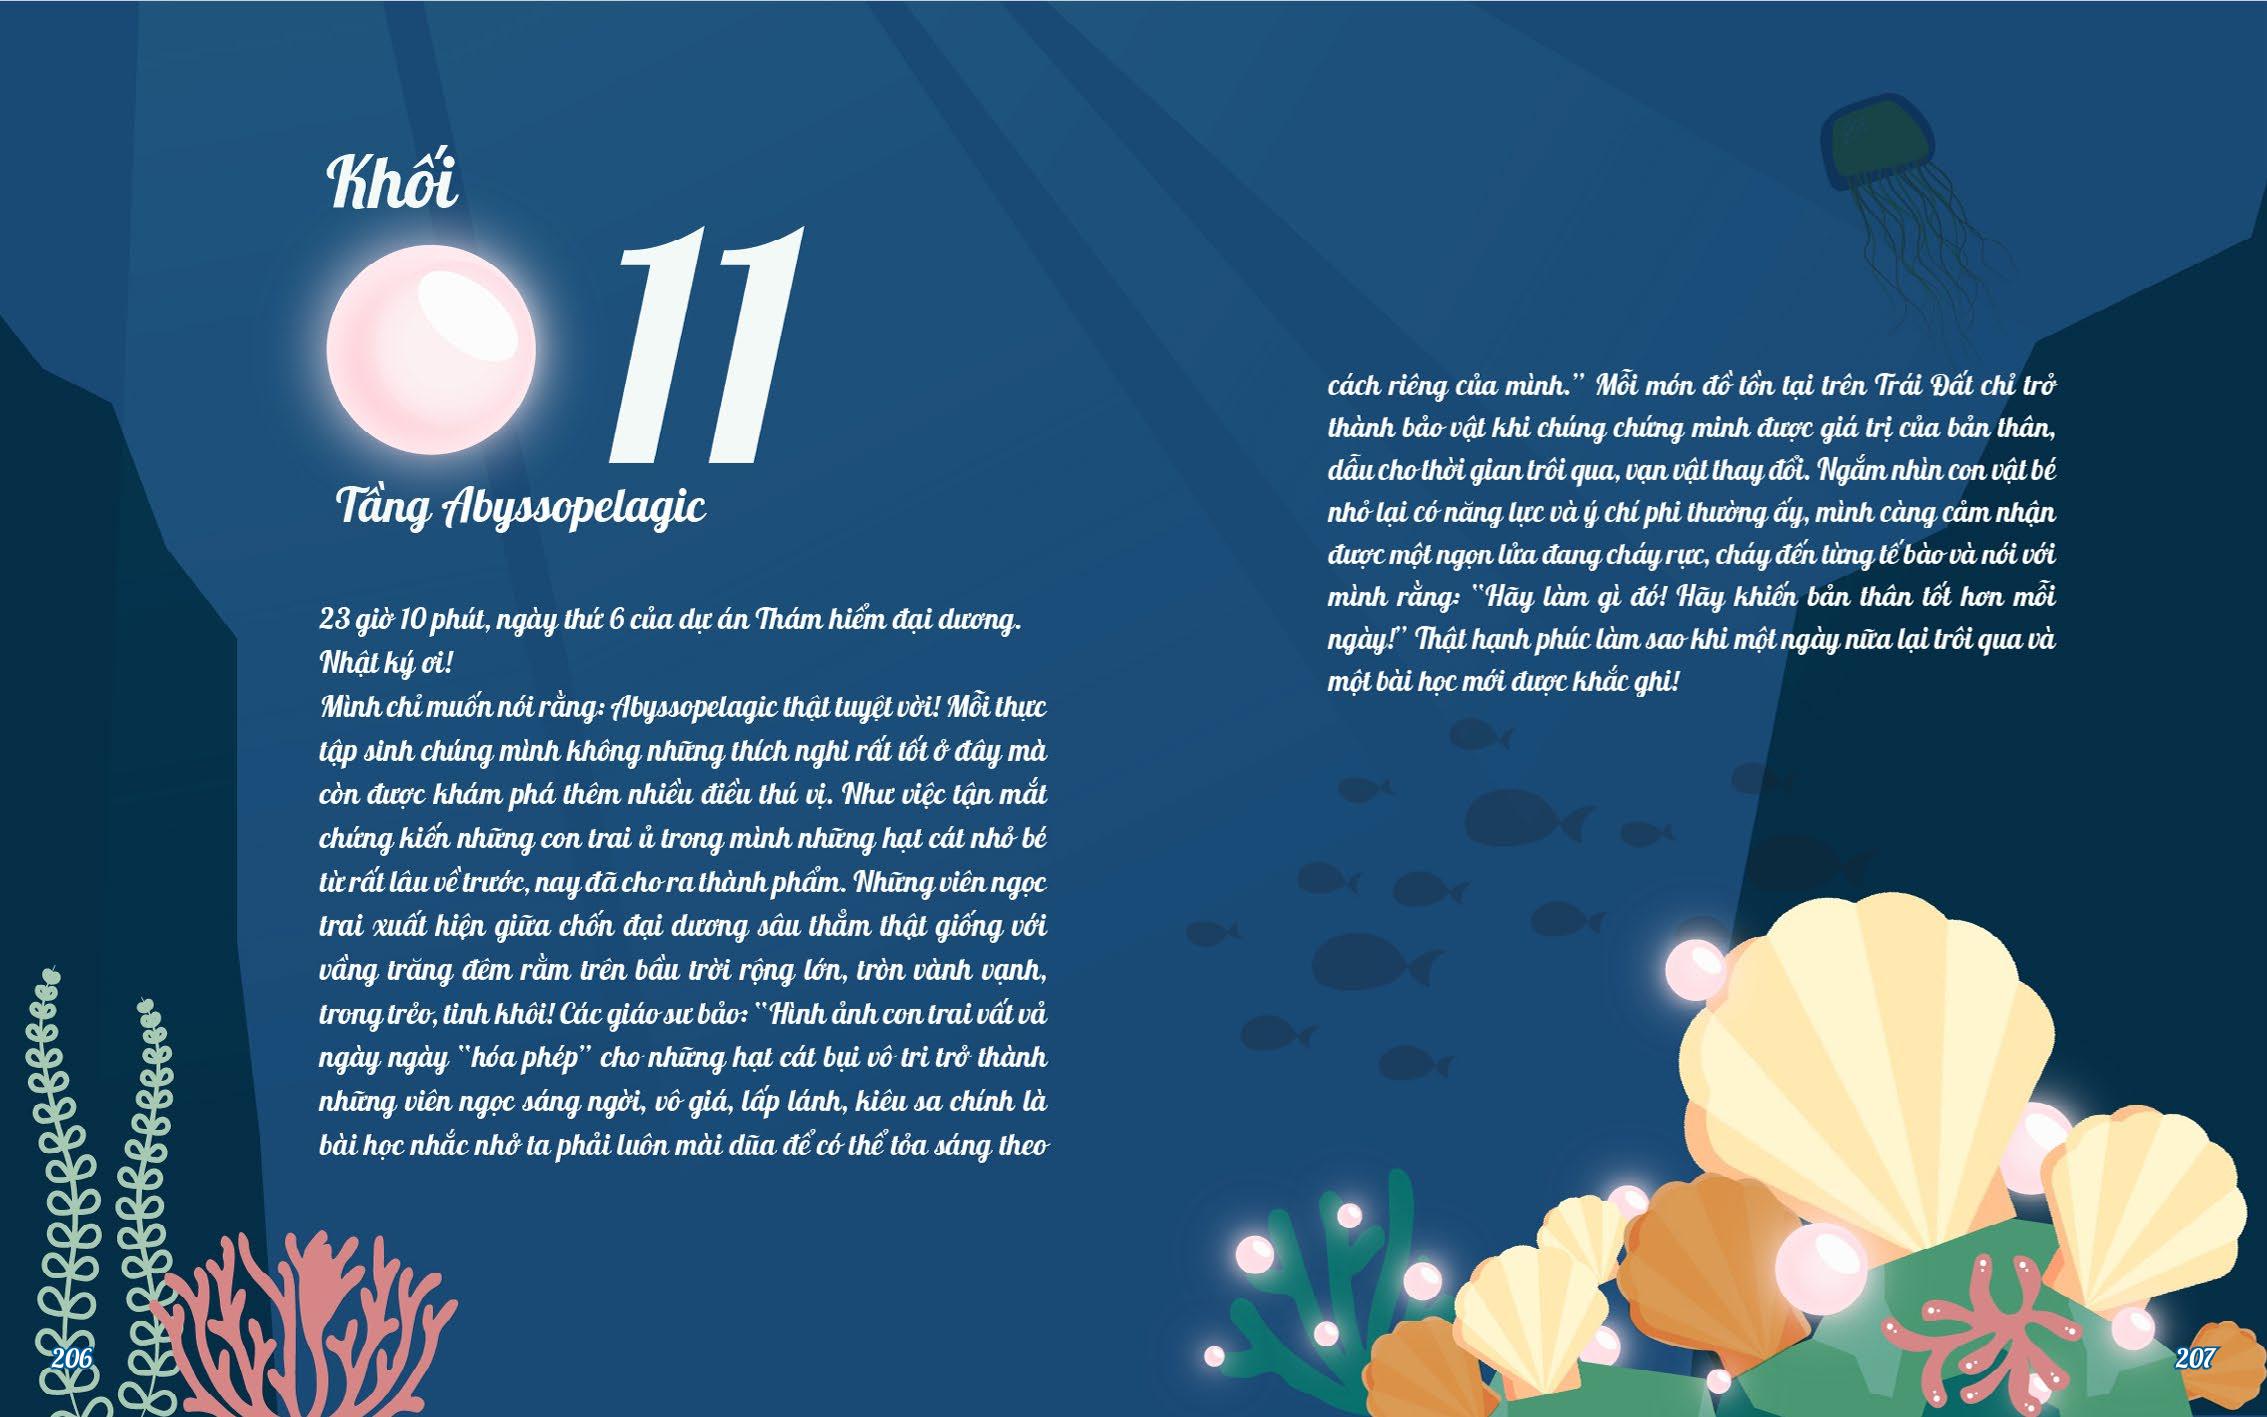 Khối
11
Tầng Abyssopelagic
23 giờ 10 phút, ngày thứ 6 của dự án Thám hiểm đại dương.
Nhật ký ơi!
Mình chỉ muốn nói rằng: Abyssopelagic thật tuyệt vời! Mỗi thực
tập sinh chúng mình không những thích nghi rất tốt ở đây mà
còn được khám phá thêm nhiều điều thú vị. Như việc tận mắt
chứng kiến những con trai ủ trong mình những hạt cát nhỏ bé
từ rất lâu về trước, nay đã cho ra thành phẩm. Những viên ngọc
trai xuất hiện giữa chốn đại dương sâu thẳm thật giống với
vầng trăng đêm rằm trên bầu trời rộng lớn, tròn vành vạnh,
trong trẻo, tinh khôi! Các giáo sư bảo: “Hình ảnh con trai vất vả
ngày ngày “hóa phép” cho những hạt cát bụi vô tri trở thành
những viên ngọc sáng ngời, vô giá, lấp lánh, kiêu sa chính là
bài học nhắc nhở ta phải luôn mài dũa để có thể tỏa sáng theo
206
cách riêng của mình.” Mỗi món đồ tồn tại trên Trái Đất chỉ trở
thành bảo vật khi chúng chứng minh được giá trị của bản thân,
dẫu cho thời gian trôi qua, vạn vật thay đổi. Ngắm nhìn con vật bé
nhỏ lại có năng lực và ý chí phi thường ấy, mình càng cảm nhận
được một ngọn lửa đang cháy rực, cháy đến từng tế bào và nói với
mình rằng: “Hãy làm gì đó! Hãy khiến bản thân tốt hơn mỗi
ngày!” Thật hạnh phúc làm sao khi một ngày nữa lại trôi qua và
một bài học mới được khắc ghi!
207